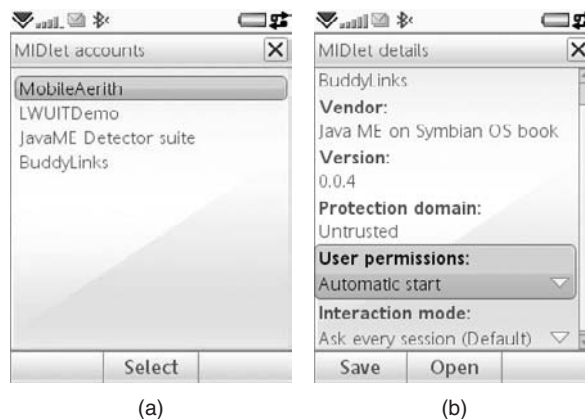 MIDlet accounts
MobileAerith
LWUITDemo
JavaME Detector suite
BuddyLinks
Select
(a)
MIDlet details
BuddyLinks
Vendor:
Java ME on Symbian OS book
Version:
0.0.4
Protection domain:
Untrusted
User permissions:
Automatic start
Interaction mode:
Ask every session (Default)
Save Open
(b)